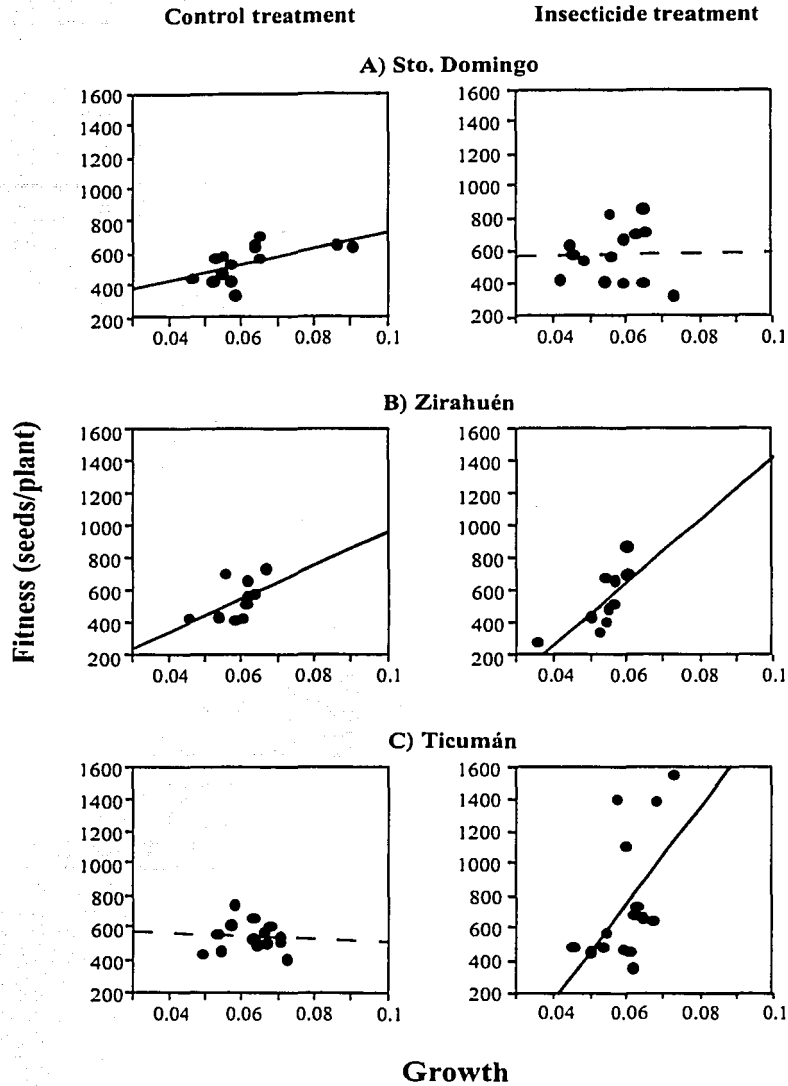 Control treatment Insecticide treatment
A) Sto. Domingo
1600 1600
1400 1400
1200 1200
1000 1000
800 800
600 600
400 400
200 200
0.04 0.06 0.08 0.1 0.04 0.06 0.08 0.1
B) Zirahuén
1600 1600
1400 1400
1200 1200
1000 1000
800 800
600 600
400 400
200 200
0.04 0.06 0.08 0.1 0.04 0.06 0.08 0.1
Fitness (seeds/plant)
C) Ticumán
1600 1600
1400 1400
1200 1200
1000 1000
800 800
600 600
400 400
200 200
0.04 0.06 0.08 0.1 0.04 0.06 0.08 0.1
Growth